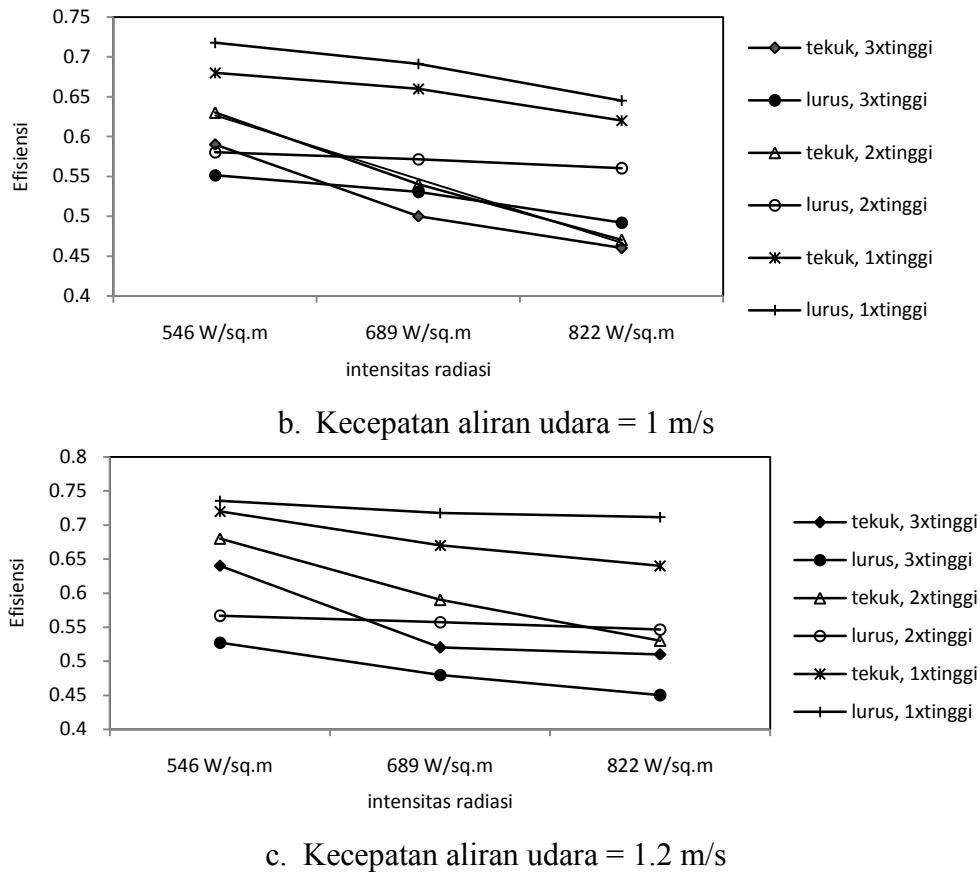 0.75
0.7
0.65
0.6
0.55
0.5
0.45
0.4
Efisiensi
546 W/sq.m 689 W/sq.m 822 W/sq.m
intensitas radiasi
tekuk, 3xtinggi
lurus, 3xtinggi
tekuk, 2xtinggi
lurus, 2xtinggi
tekuk, 1xtinggi
lurus, 1xtinggi
b. Kecepatan aliran udara = 1 m/s
0.8
0.75
0.7
0.65
0.6
0.55
0.5
0.45
0.4
Efisiensi
546 W/sq.m 689 W/sq.m 822 W/sq.m
intensitas radiasi
tekuk, 3xtinggi
lurus, 3xtinggi
tekuk, 2xtinggi
lurus, 2xtinggi
tekuk, 1xtinggi
lurus, 1xtinggi
c. Kecepatan aliran udara = 1.2 m/s